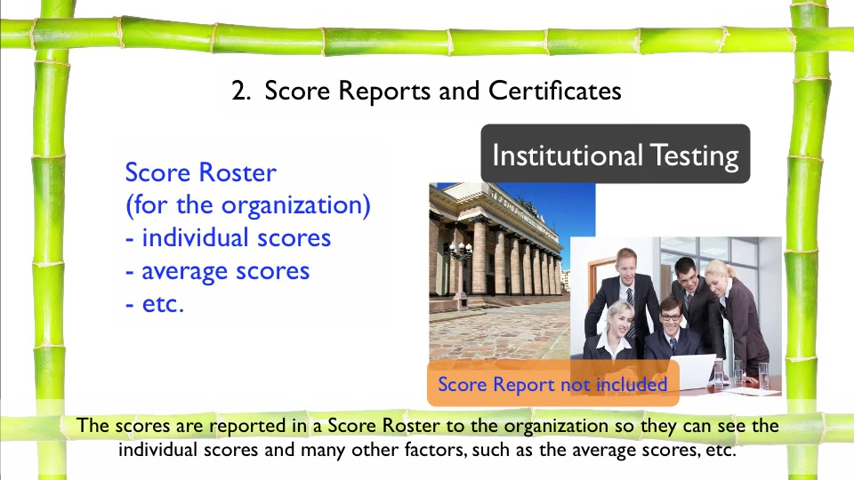 2. Score Reports and Certificates
Institutional Testing
Score Roster
(for the organization)
- individual scores
- average scores
- etc.
Score Report not included
The scores are reported in a Score Roster to the organization so they can see the
individual scores and many other factors, such as the average scores, etc.